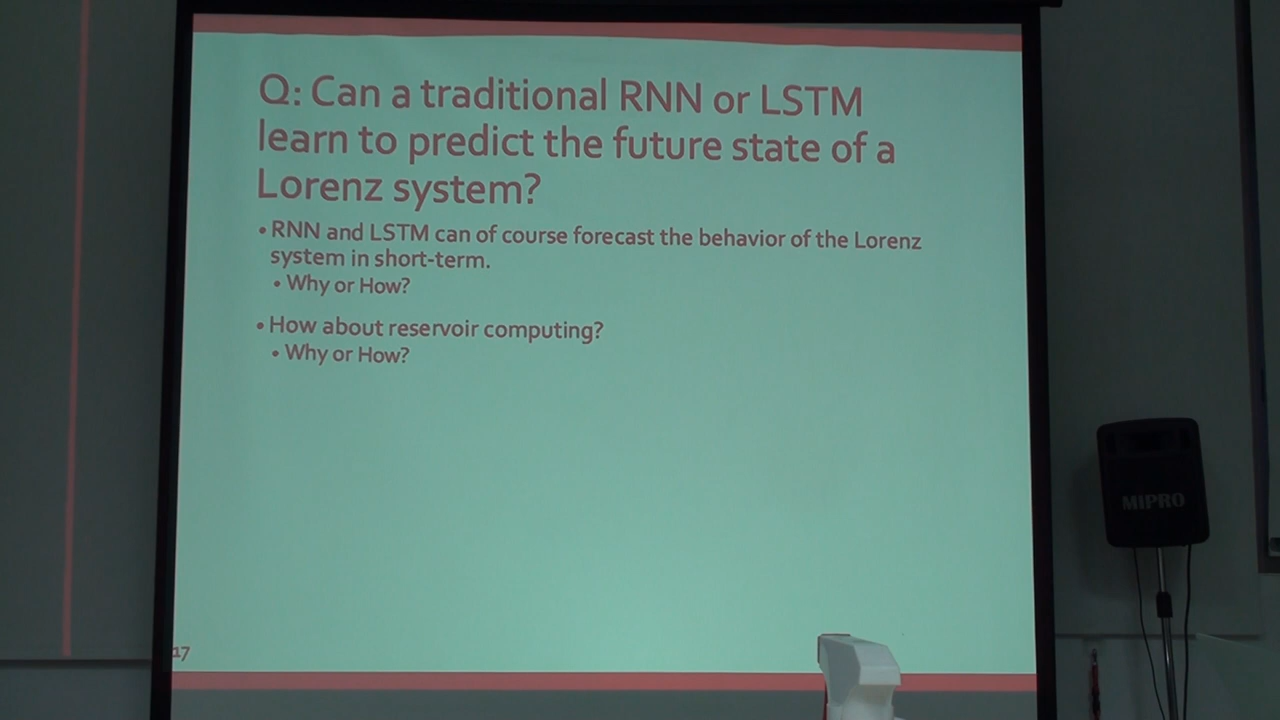 Q: Can a traditional RNN or LSTM
learn to predict the future state of a
Lorenz system?
• RNN and LSTM can of course forecast the behavior of the Lorenz
system in short-term.
• Why or How?
• How about reservoir computing?
• Why or How?
17
MIPRO